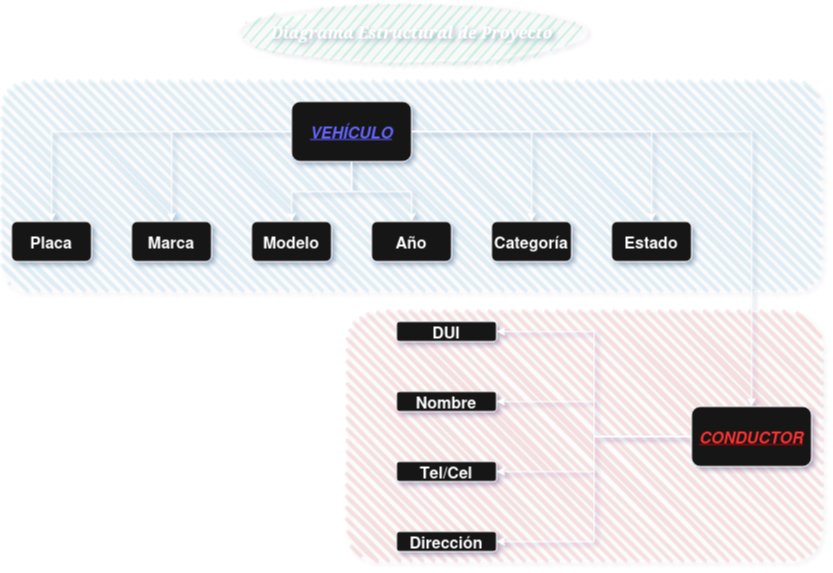 Diagrama Estructural de Proyecto
VEHÍCULO
Placa
Marca
Modelo
Año
Categoría
Estado
DUI
Nombre
CONDUCTOR
Tel/Cel
Dirección